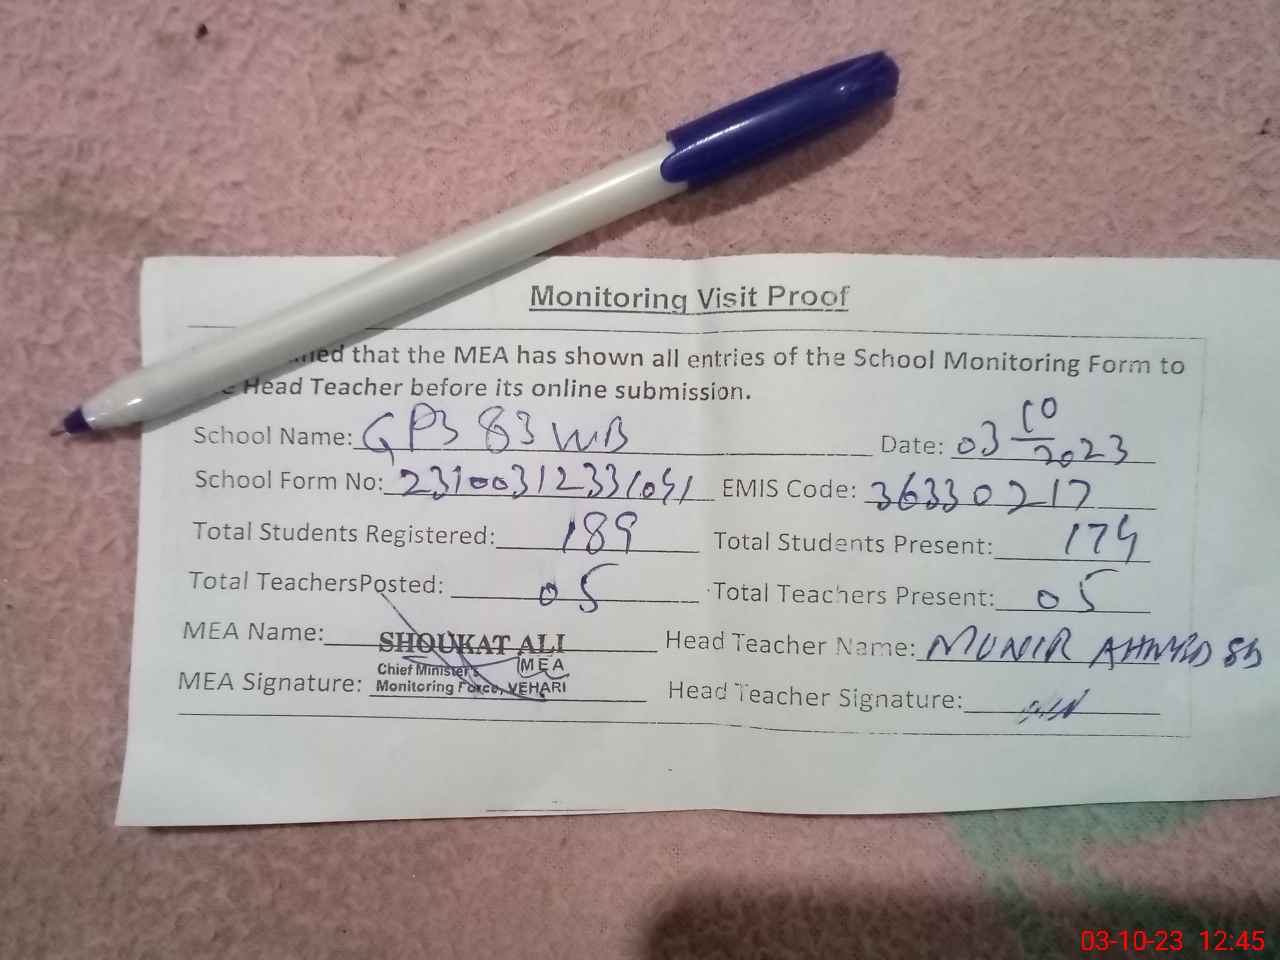 Monitoring Visit Proof
that the MEA has shown all entries of the School Monitoring Form to
Head Teacher before its online submission.
School Name: GPS 83 WB Date: 03/10/2023
School Form No: EMIS Code: 36330217
Total Students Registered: 189 Total Students Present: 174
Total TeachersPosted: 05 Total Teachers Present: 05
MEA Name: SHOUKAT ALI Head Teacher Name: MUNIR AHMAD
MEA
Chief Minister's
MEA Signature: Monitoring Force, VEHARI Head Teacher Signature:
03-10-23 12:45